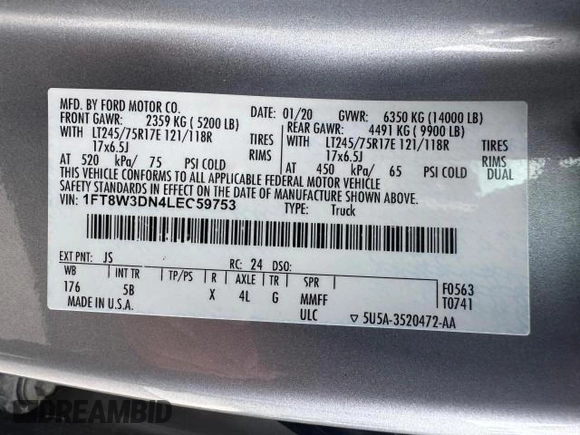 MFD. BY FORD MOTOR CO.
DATE: 01/20 GVWR: 6350 KG (14000 LB)
FRONT GAWR: 2359 KG ( 5200 LB) REAR GAWR: 4491 KG ( 9900 LB)
WITH LT245/75R17E 121/118R TIRES WITH LT245/75R17E 121/118R TIRES
17x6.5J RIMS 17x6.5J RIMS
AT 520 kPa/ 75 PSI COLD AT 450 kPa/ 65 PSI COLD DUAL
THIS VEHICLE CONFORMS TO ALL APPLICABLE FEDERAL MOTOR VEHICLE
SAFETY STANDARDS IN EFFECT ON THE DATE OF MANUFACTURE SHOWN ABOVE.
VIN: 1FT8W3DN4LEC59753 TYPE: Truck
EXT PNT: JS RC: 24 DSO:
WB INT TR TP/PS R AXLE TR SPR F0563
176 5B X 4L G MMFF T0741
MADE IN U.S.A. ULC ▽ 5U5A-3520472-AA
DREAMBID